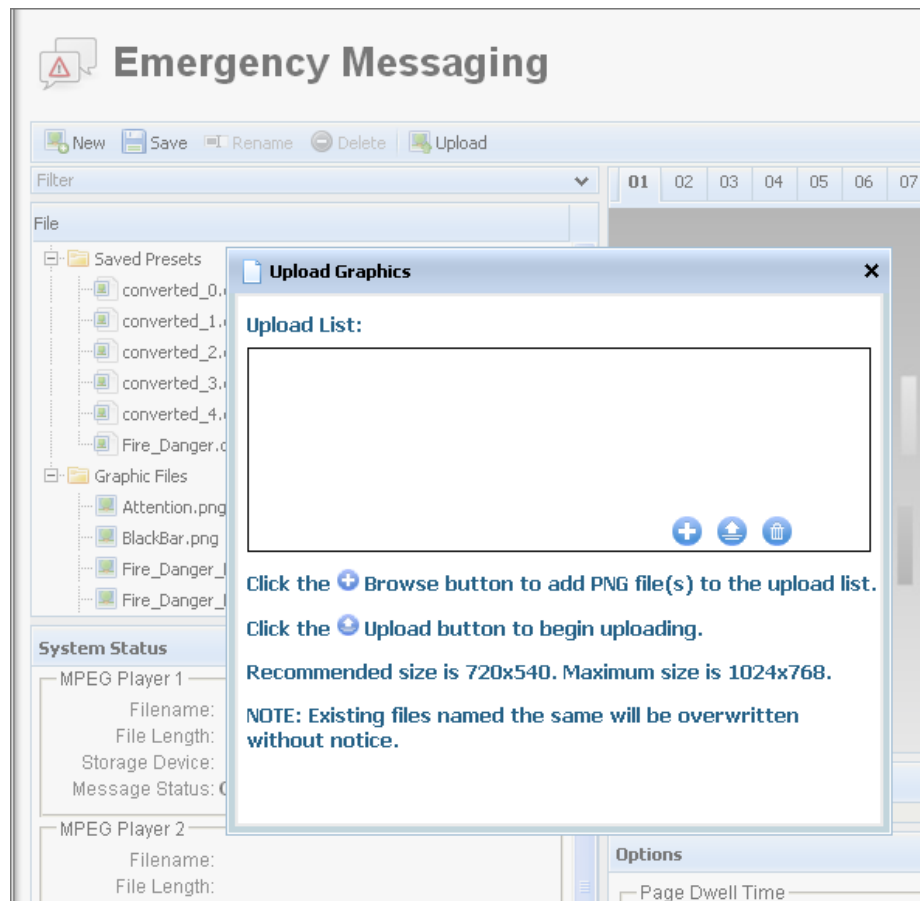 Emergency Messaging
New Save Rename Delete Upload
Filter
01 02 03 04 05 06 07
File
Saved Presets
converted_0.
converted_1.
converted_2.
converted_3.
converted_4.
Fire_Danger.
Graphic Files
Attention.png
BlackBar.png
Fire_Danger_
Fire_Danger_
Upload Graphics
Upload List:
Click the Browse button to add PNG file(s) to the upload list.
Click the Upload button to begin uploading.
Recommended size is 720x540. Maximum size is 1024x768.
NOTE: Existing files named the same will be overwritten
without notice.
System Status
MPEG Player 1
Filename:
File Length:
Storage Device:
Message Status:
MPEG Player 2
Filename:
File Length:
Options
Page Dwell Time